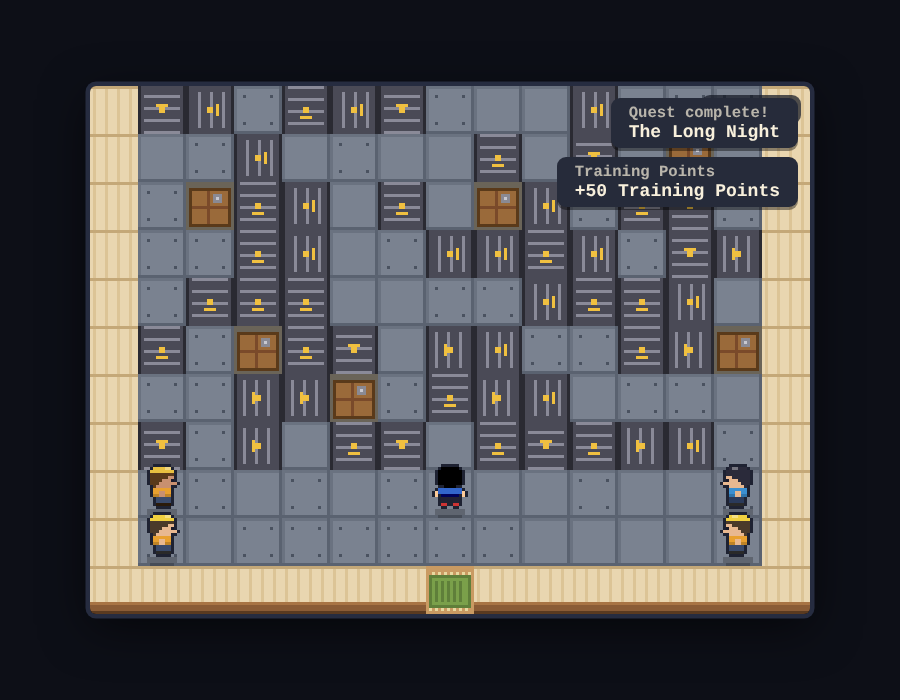 Quest complete!
The Long Night
Training Points
+50 Training Points